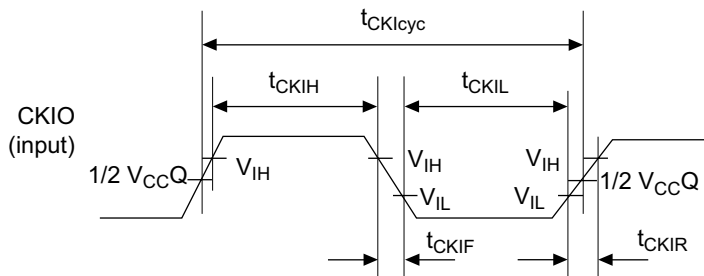 tCKIcyc
tCKIH
tCKIL
CKIO
(input)
VIH
VIH
VIH
1/2 VCCQ
1/2 VCCQ
VIL
VIL
tCKIF
tCKIR